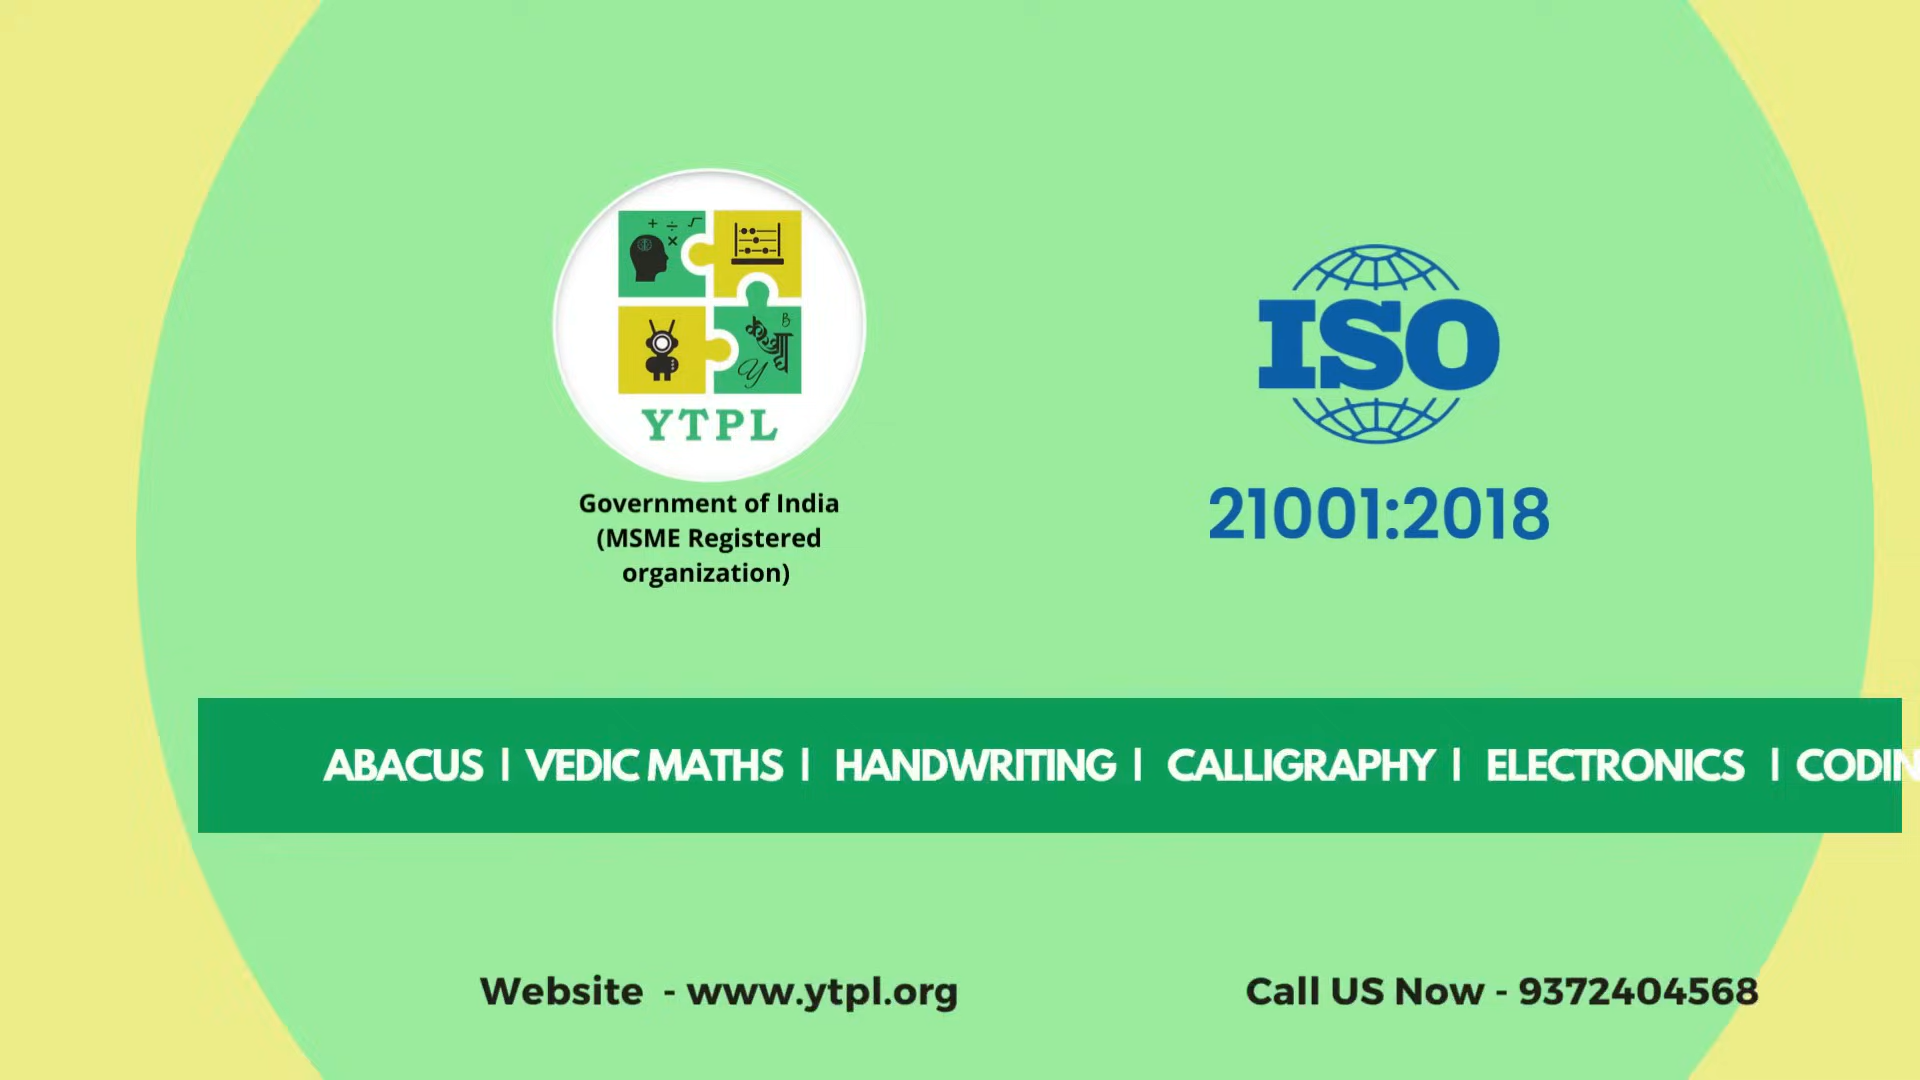 YTPL
Government of India
(MSME Registered
organization)
ISO
21001:2018
ABACUS | VEDIC MATHS | HANDWRITING | CALLIGRAPHY | ELECTRONICS | CODIN
Website - www.ytpl.org
Call US Now - 9372404568